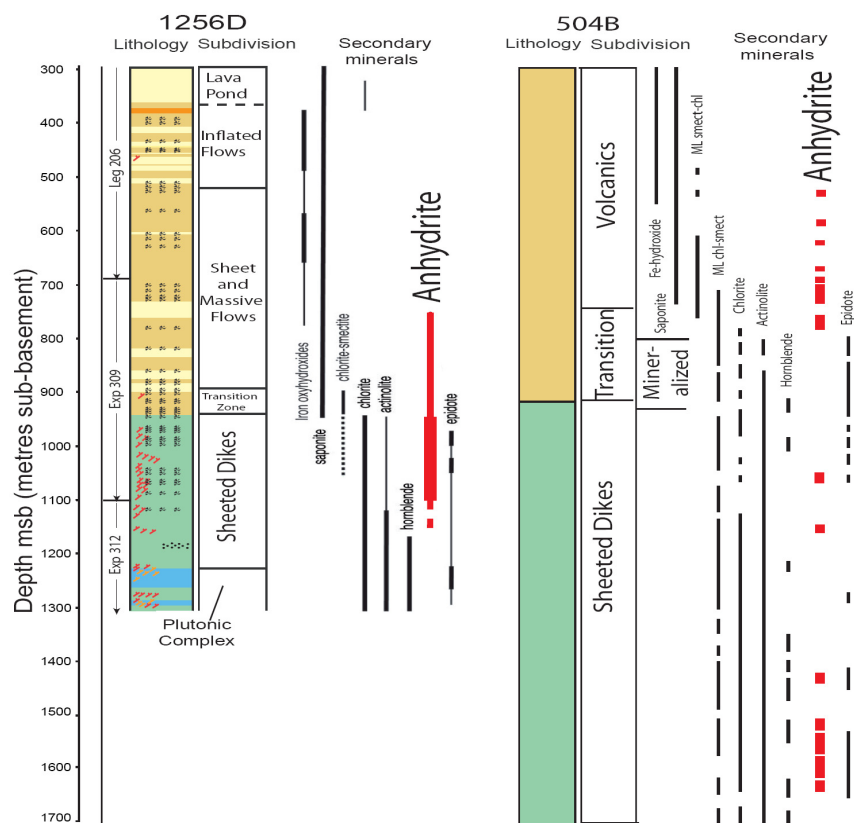 1256D
504B
Lithology
Subdivision
Secondary
minerals
Lithology
Subdivision
Secondary
minerals
Depth msb (metres sub-basement)
300
400
500
600
700
800
900
1000
1100
1200
1300
1400
1500
1600
1700
Leg 206
Exp 309
Exp 312
Lava
Pond
Inflated
Flows
Sheet
and
Massive
Flows
Transition
Zone
Sheeted Dikes
Plutonic
Complex
Iron oxyhydroxides
saponite
chlorite-smectite
chlorite
actinolite
hornblende
Anhydrite
epidote
Volcanics
Transition
Miner-
alized
Sheeted Dikes
Fe-hydroxide
Saponite
ML smect-chl
ML chl-smect
Chlorite
Actinolite
Hornblende
Anhydrite
Epidote